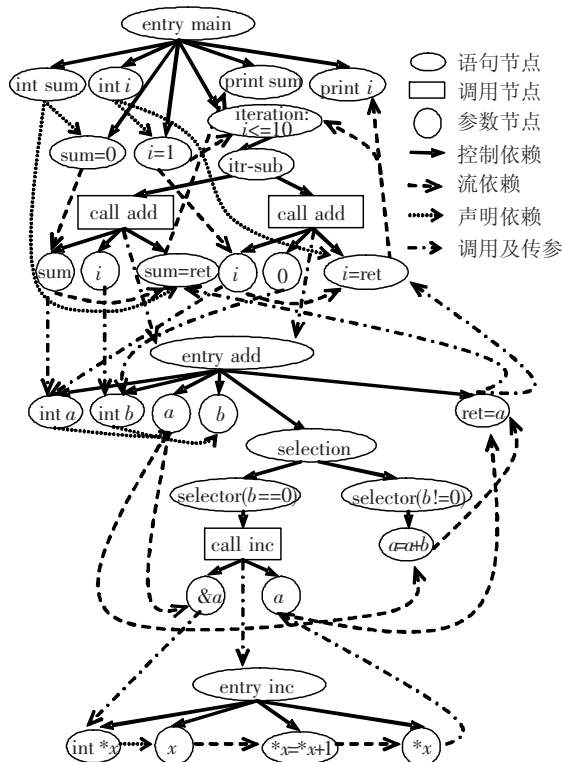 entry main
int sum
int i
print sum
print i
iteration:
i<=10
sum=0
i=1
itr-sub
call add
call add
sum
i
sum=ret
i
0
i=ret
entry add
int a
int b
a
b
ret=a
selection
selector(b==0)
selector(b!=0)
call inc
a=a+b
&a
a
entry inc
int *x
x
*x=*x+1
*x
语句节点
调用节点
参数节点
控制依赖
流依赖
声明依赖
调用及传参